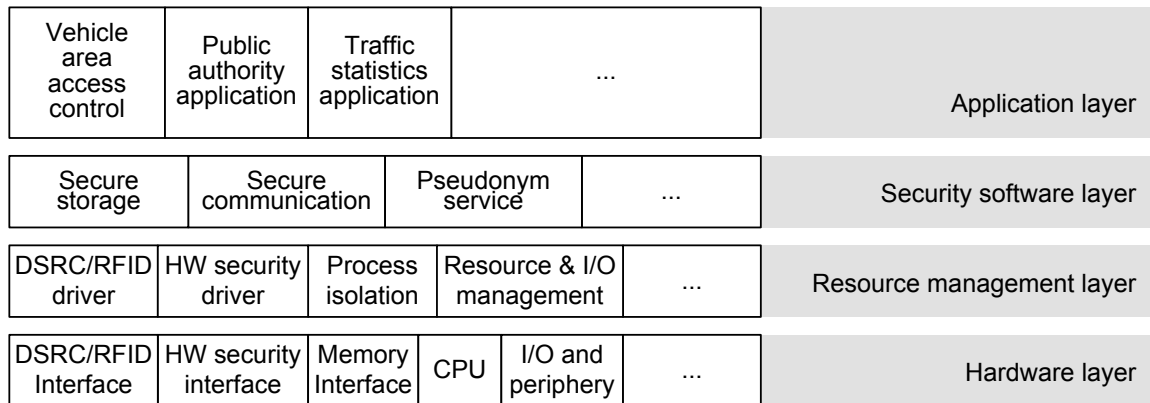 Vehicle
area
access
control
Public
authority
application
Traffic
statistics
application
...
Application layer
Secure
storage
Secure
communication
Pseudonym
service
...
Security software layer
DSRC/RFID
driver
HW security
driver
Process
isolation
Resource & I/O
management
...
Resource management layer
DSRC/RFID
Interface
HW security
interface
Memory
Interface
CPU
I/O and
periphery
...
Hardware layer